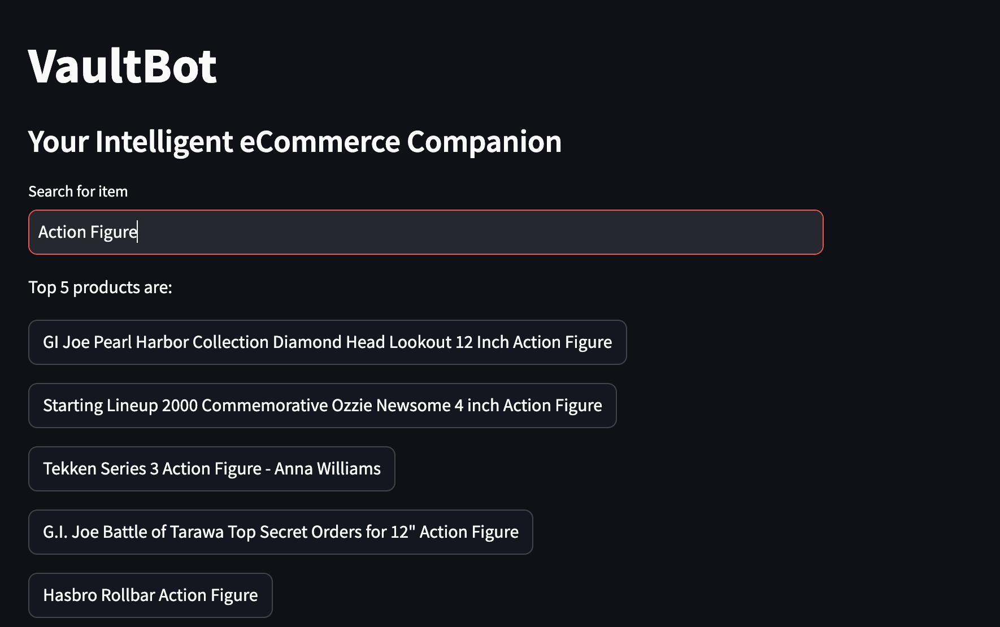 VaultBot
Your Intelligent eCommerce Companion
Search for item
Action Figure
Top 5 products are:
GI Joe Pearl Harbor Collection Diamond Head Lookout 12 Inch Action Figure
Starting Lineup 2000 Commemorative Ozzie Newsome 4 inch Action Figure
Tekken Series 3 Action Figure - Anna Williams
G.I. Joe Battle of Tarawa Top Secret Orders for 12" Action Figure
Hasbro Rollbar Action Figure